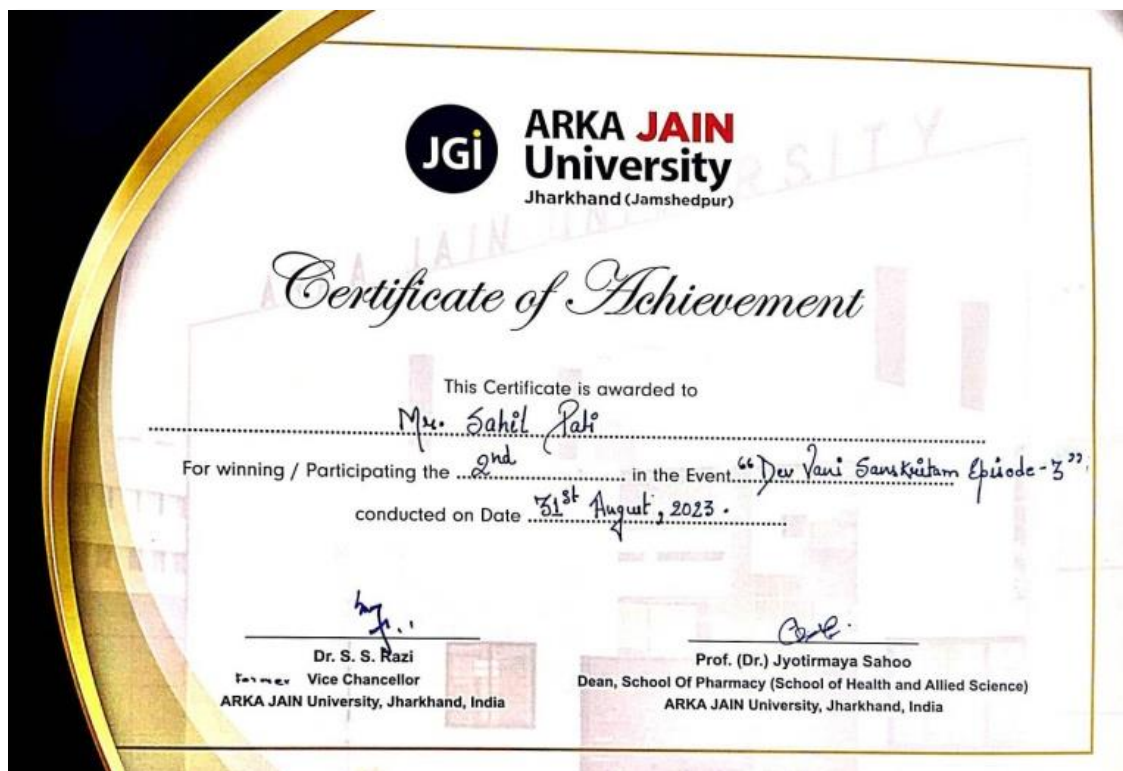 JGi
ARKA JAIN
University
Jharkhand (Jamshedpur)
ARKA JAIN UNIVERSITY
Certificate of Achievement
This Certificate is awarded to
Mr. Sahil Pati
For winning / Participating the 2nd in the Event "Dev Vani Sanskritam Episode-3"
conducted on Date 31st August, 2023.
Dr. S. S. Razi
Former Vice Chancellor
ARKA JAIN University, Jharkhand, India
Prof. (Dr.) Jyotirmaya Sahoo
Dean, School Of Pharmacy (School of Health and Allied Science)
ARKA JAIN University, Jharkhand, India